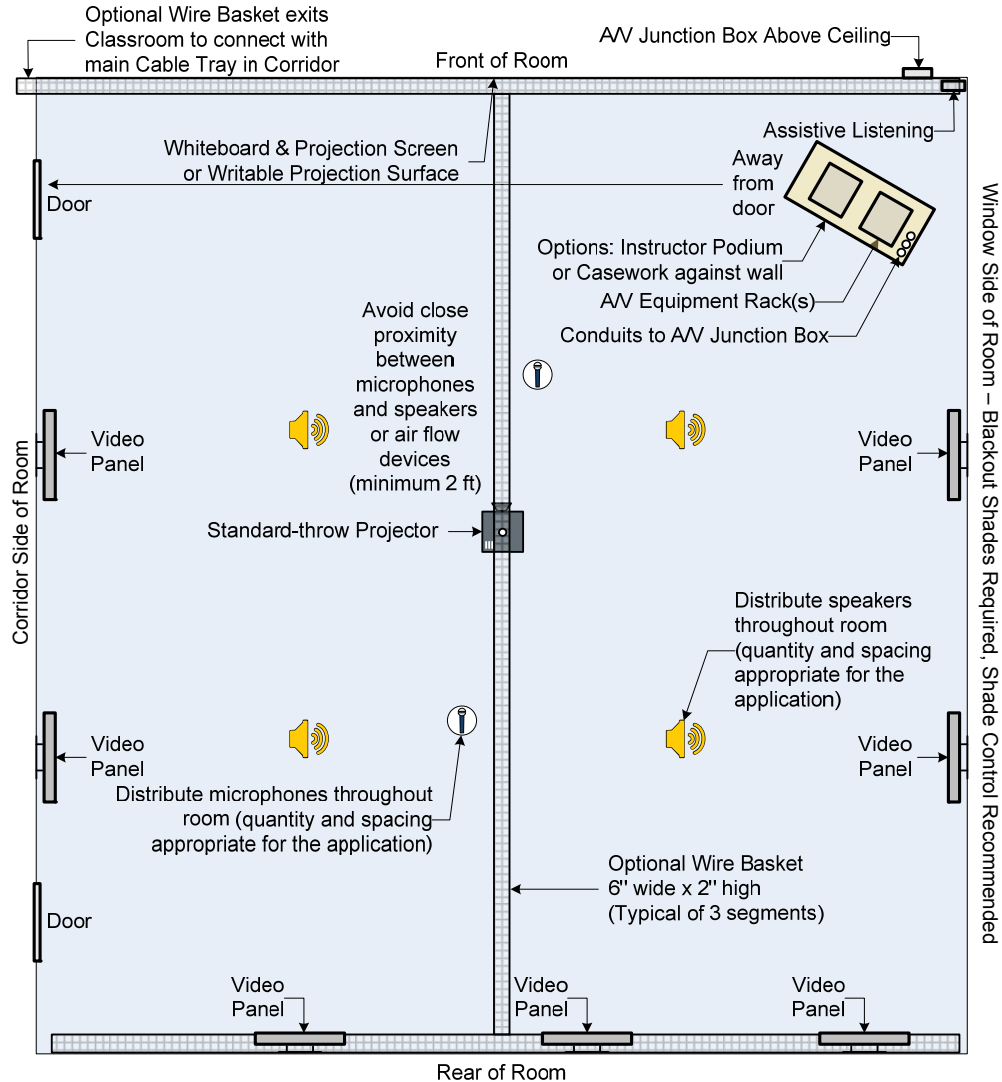 Optional Wire Basket exits
Classroom to connect with
main Cable Tray in Corridor
Front of Room
A/V Junction Box Above Ceiling
Assistive Listening
Whiteboard & Projection Screen
or Writable Projection Surface
Away
from
door
Door
Options: Instructor Podium
or Casework against wall
A/V Equipment Rack(s)
Conduits to A/V Junction Box
Avoid close
proximity
between
microphones
and speakers
or air flow
devices
(minimum 2 ft)
Video
Panel
Video
Panel
Standard-throw Projector
Corridor Side of Room
Window Side of Room – Blackout Shades Required, Shade Control Recommended
Distribute speakers
throughout room
(quantity and spacing
appropriate for the
application)
Video
Panel
Video
Panel
Distribute microphones throughout
room (quantity and spacing
appropriate for the application)
Optional Wire Basket
6" wide x 2" high
(Typical of 3 segments)
Door
Video
Panel
Video
Panel
Video
Panel
Rear of Room